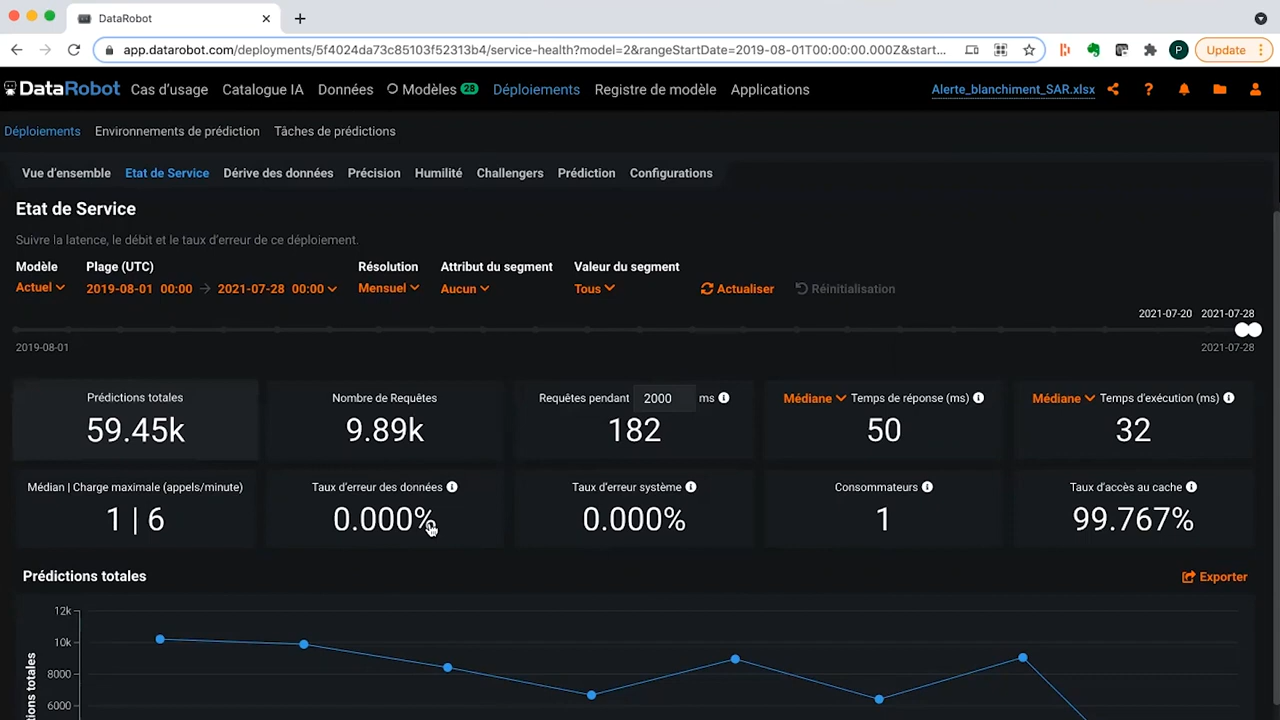 DataRobot
app.datarobot.com/deployments/5f4024da73c85103f52313b4/service-health?model=2&rangeStartDate=2019-08-01T00:00:00.000Z&start...
P
Update
DataRobot Cas d'usage Catalogue IA Données Modèles 28 Déploiements Registre de modèle Applications Alerte_blanchiment_SAR.xlsx
Déploiements Environnements de prédiction Tâches de prédictions
Vue d'ensemble Etat de Service Dérive des données Précision Humilité Challengers Prédiction Configurations
Etat de Service
Suivre la latence, le débit et le taux d'erreur de ce déploiement.
Modèle Plage (UTC) Résolution Attribut du segment Valeur du segment
Actuel 2019-08-01 00:00 → 2021-07-28 00:00 Mensuel Aucun Tous Actualiser Réinitialisation
2021-07-20 2021-07-28
2019-08-01 2021-07-28
Prédictions totales Nombre de Requêtes Requêtes pendant 2000 ms Médiane Temps de réponse (ms) Médiane Temps d'exécution (ms)
59.45k 9.89k 182 50 32
Médian | Charge maximale (appels/minute) Taux d'erreur des données Taux d'erreur système Consommateurs Taux d'accès au cache
1 | 6 0.000% 0.000% 1 99.767%
Prédictions totales Exporter
12k
10k
8000
6000
totales